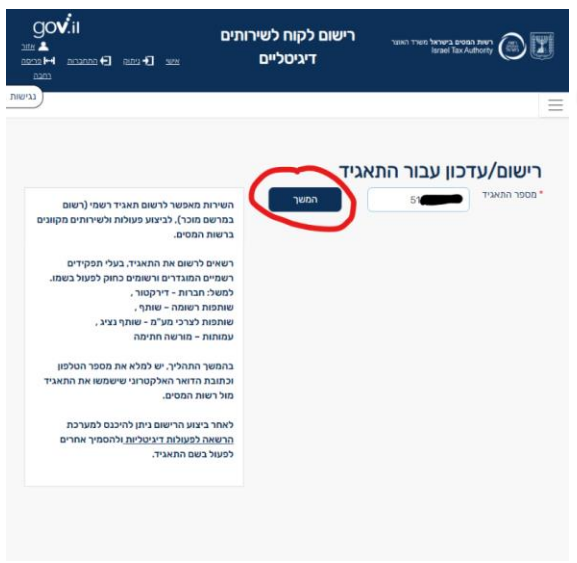 gov.il
אזור
אישי
ניתוק
התחברות
פריסה
רחבה
רישום לקוח לשירותים
דיגיטליים
רשות המסים בישראל משרד האוצר
Israel Tax Authority
נגישות
רישום/עדכון עבור התאגיד
* מספר התאגיד
51
המשך
השירות מאפשר לרשום תאגיד רשמי (רשום
במרשם מוכר), לביצוע פעולות ולשירותים מקוונים
ברשות המסים.
רשאים לרשום את התאגיד, בעלי תפקידים
רשמיים המוגדרים ורשומים כחוק לפעול בשמו.
למשל: חברות - דירקטור ,
שותפות רשומה – שותף ,
שותפות לצרכי מע"מ - שותף נציג ,
עמותות – מורשה חתימה
בהמשך התהליך, יש למלא את מספר הטלפון
וכתובת הדואר האלקטרוני שישמשו את התאגיד
מול רשות המסים.
לאחר ביצוע הרישום ניתן להיכנס למערכת
הרשאה לפעולות דיגיטליות ולהסמיך אחרים
לפעול בשם התאגיד.